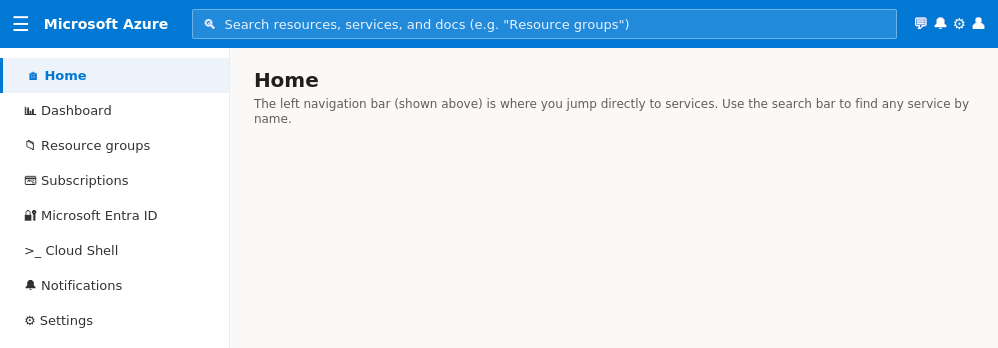 Microsoft Azure
Search resources, services, and docs (e.g. "Resource groups")
Home
Dashboard
Resource groups
Subscriptions
Microsoft Entra ID
>_ Cloud Shell
Notifications
Settings
Home
The left navigation bar (shown above) is where you jump directly to services. Use the search bar to find any service by
name.